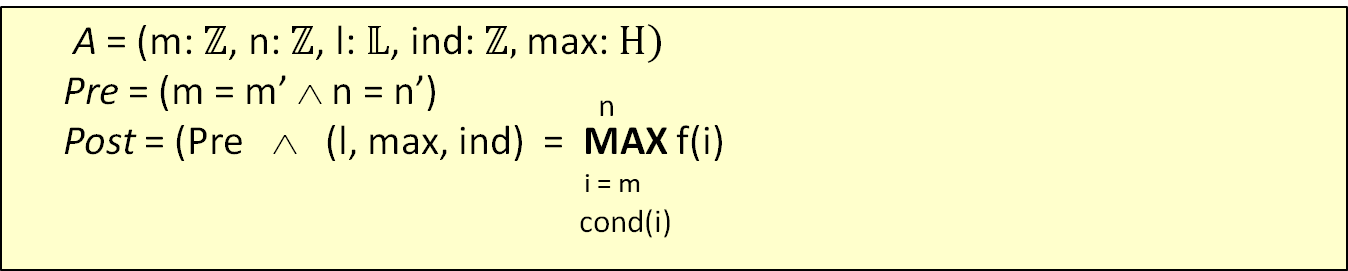 A = (m: ℤ, n: ℤ, l: 𝕃, ind: ℤ, max: H)
Pre = (m = m’ ∧ n = n’)
n
Post = (Pre ∧ (l, max, ind) = MAX f(i)
i = m
cond(i)